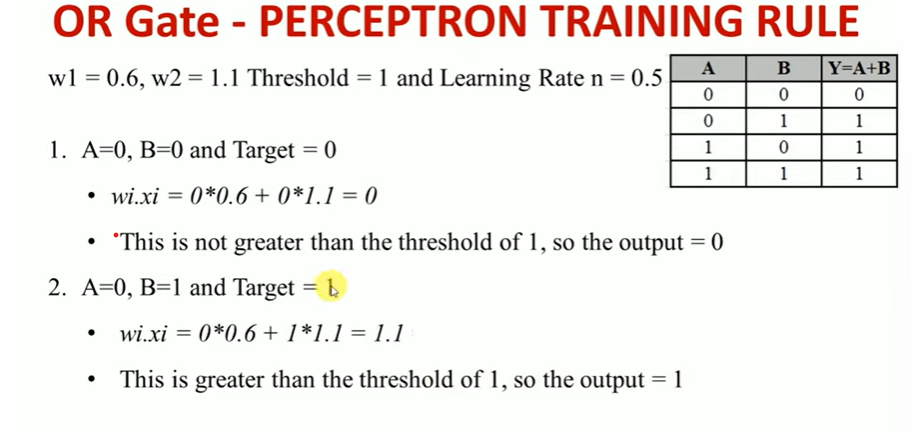 OR Gate - PERCEPTRON TRAINING RULE
w1 = 0.6, w2 = 1.1 Threshold = 1 and Learning Rate n = 0.5
A B Y=A+B
0 0 0
0 1 1
1 0 1
1 1 1
1. A=0, B=0 and Target = 0
• wi.xi = 0*0.6 + 0*1.1 = 0
• This is not greater than the threshold of 1, so the output = 0
2. A=0, B=1 and Target = 1
• wi.xi = 0*0.6 + 1*1.1 = 1.1
• This is greater than the threshold of 1, so the output = 1